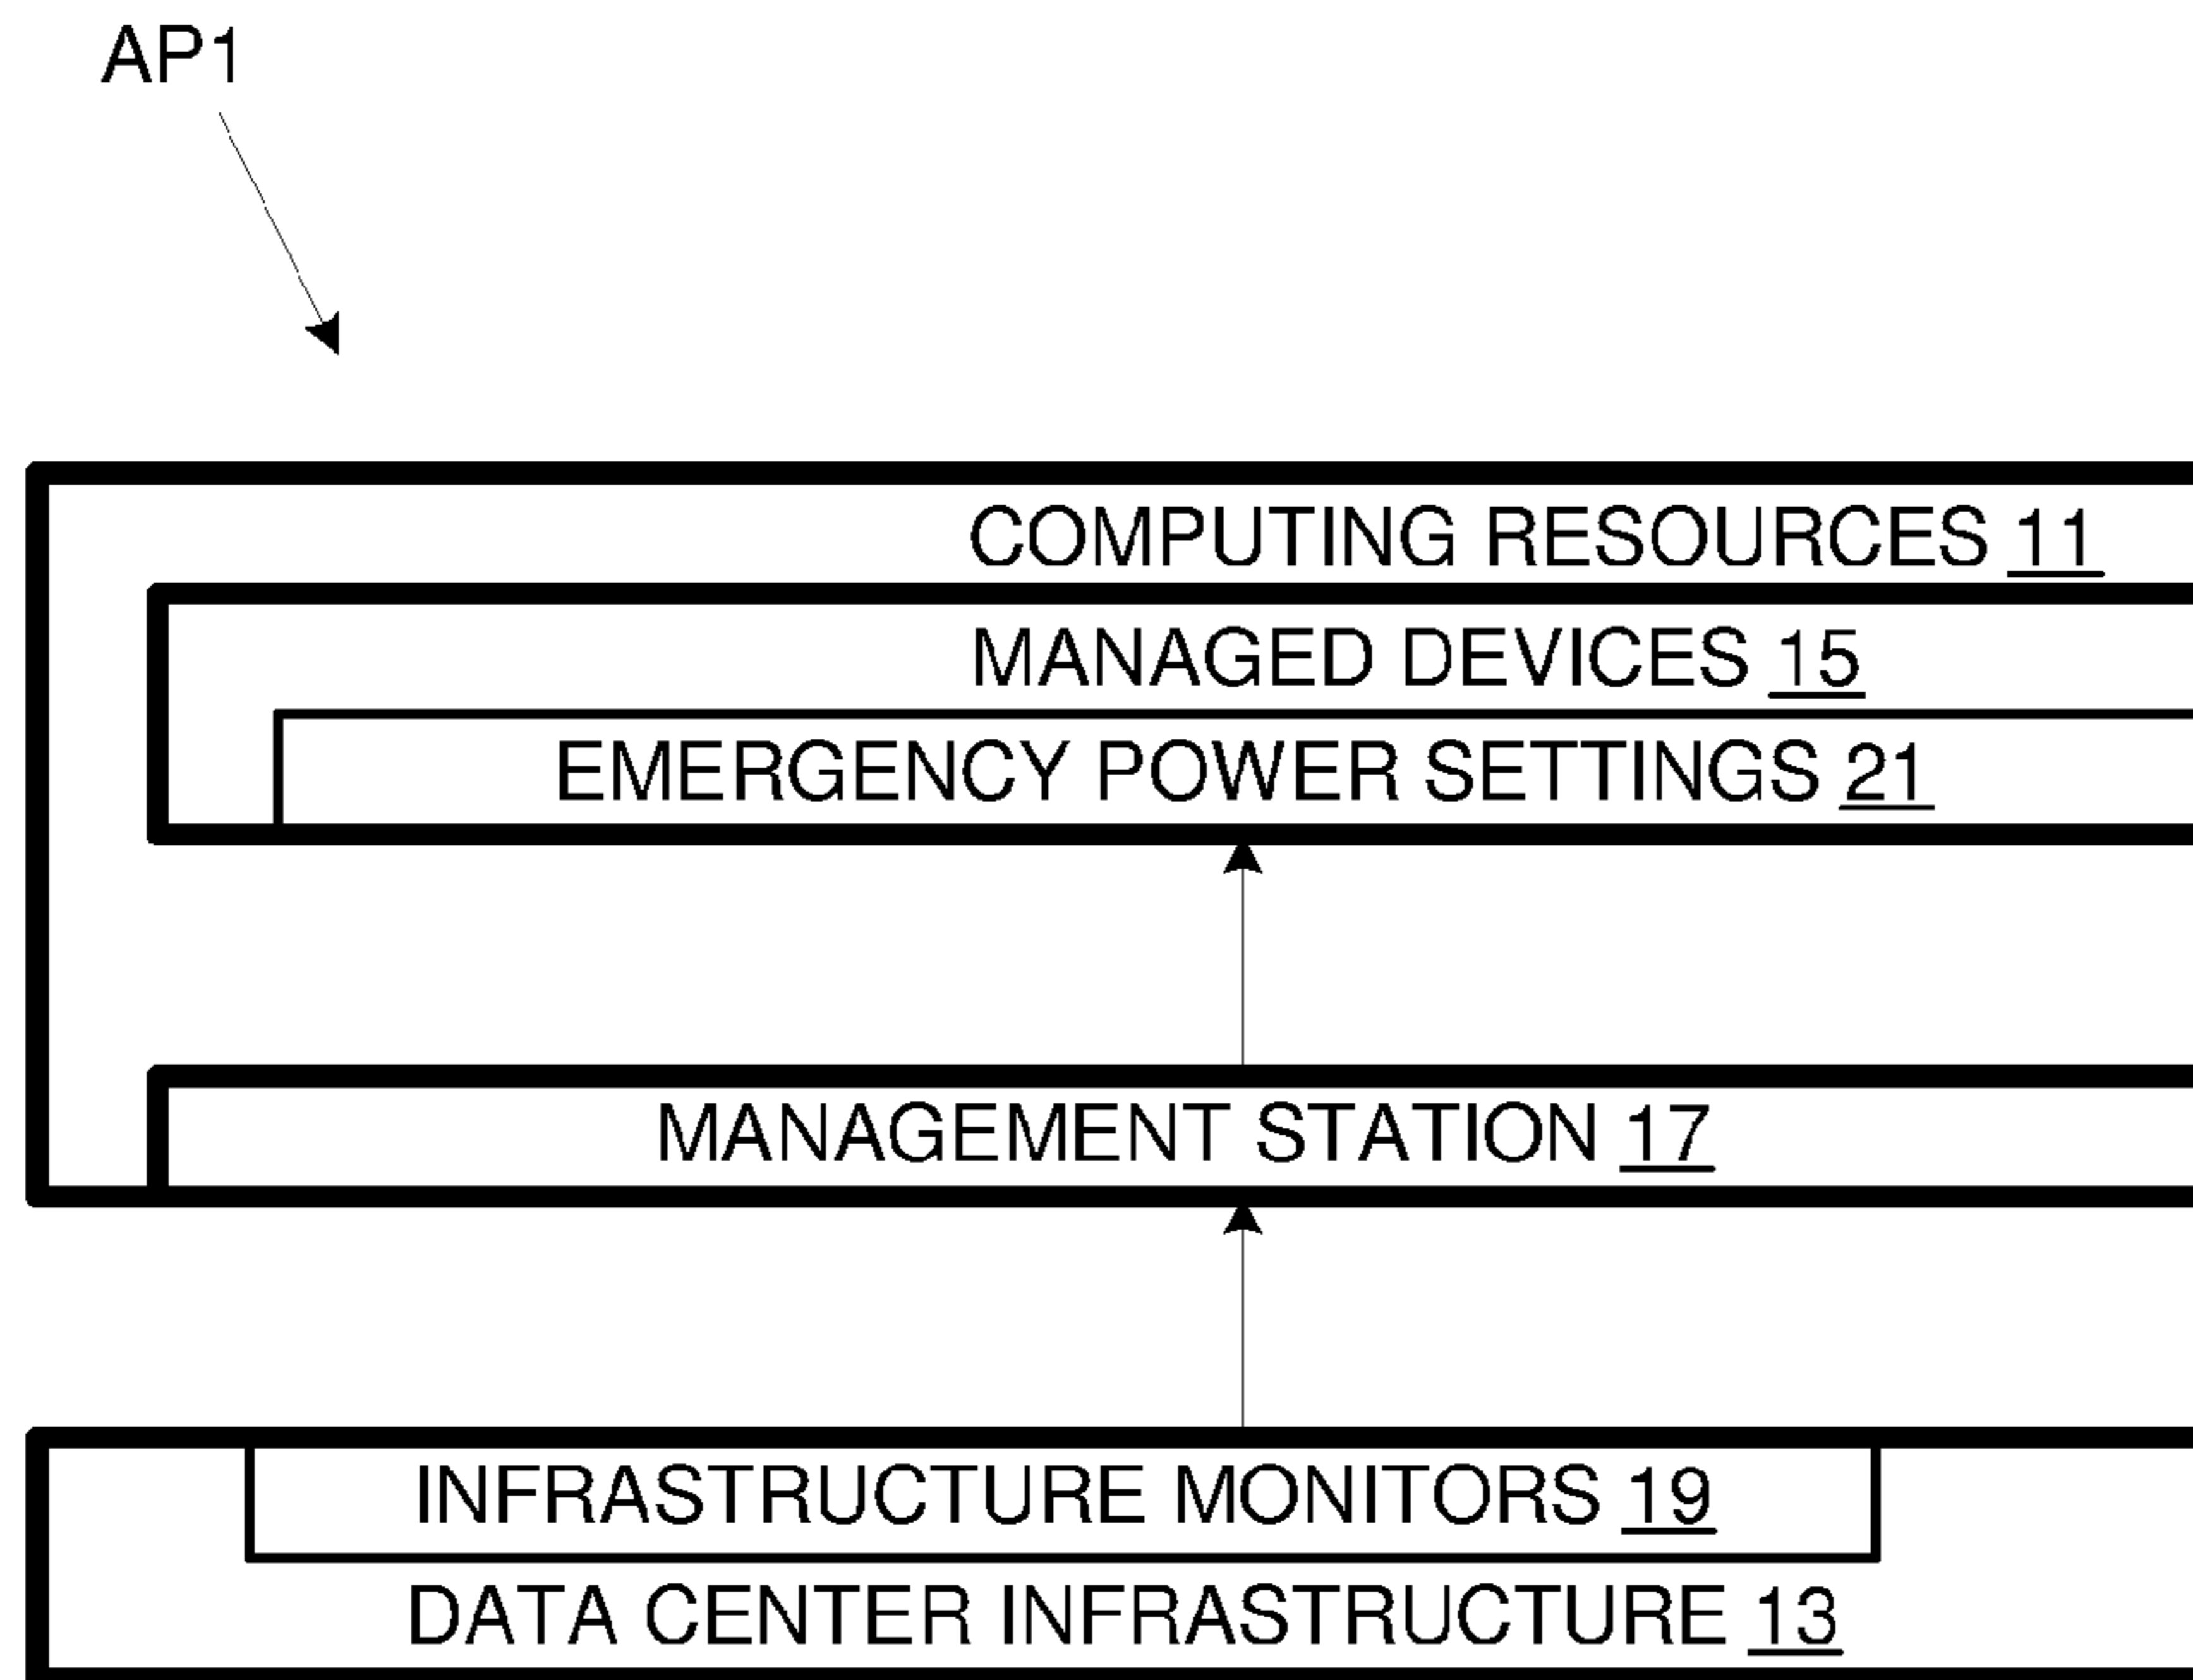 AP1
COMPUTING RESOURCES 11
MANAGED DEVICES 15
EMERGENCY POWER SETTINGS 21
MANAGEMENT STATION 17
INFRASTRUCTURE MONITORS 19
DATA CENTER INFRASTRUCTURE 13